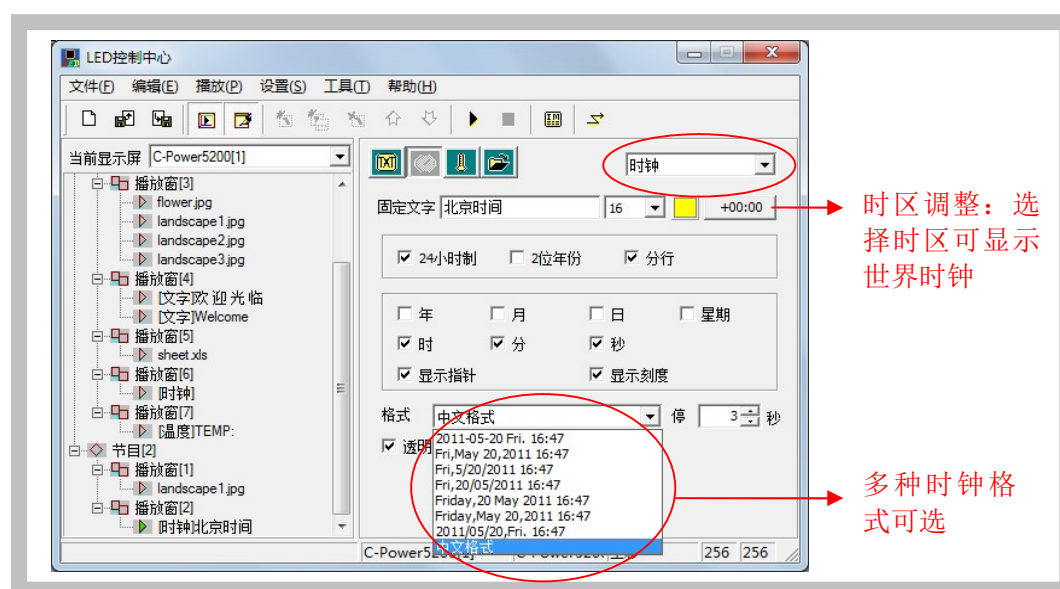 LED控制中心
文件(F) 编辑(E) 播放(P) 设置(S) 工具(T) 帮助(H)
当前显示屏 C-Power5200[1]
播放窗[3]
flower.jpg
landscape1.jpg
landscape2.jpg
landscape3.jpg
播放窗[4]
[文字]欢迎光临
[文字]Welcome
播放窗[5]
sheet.xls
播放窗[6]
[时钟]
播放窗[7]
[温度]TEMP:
节目[2]
播放窗[1]
landscape1.jpg
播放窗[2]
[时钟]北京时间
TXT
时钟
固定文字 北京时间 16 +00:00
24小时制 2位年份 分行
年 月 日 星期
时 分 秒
显示指针 显示刻度
格式 中文格式 停 3 秒
透明
2011-05-20 Fri. 16:47
Fri,May 20,2011 16:47
Fri,5/20/2011 16:47
Fri,20/05/2011 16:47
Friday,20 May 2011 16:47
Friday,May 20,2011 16:47
2011/05/20,Fri. 16:47
中文格式
256 256
时区调整：选
择时区可显示
世界时钟
多种时钟格
式可选